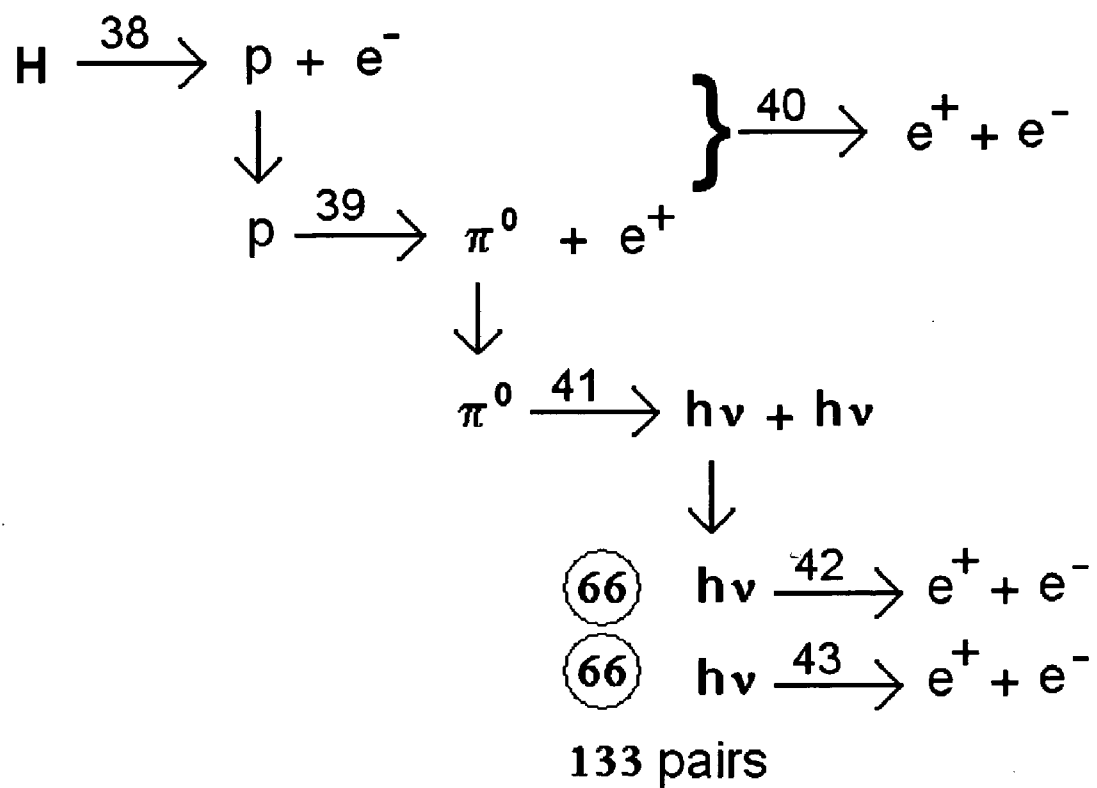 H 38 → p + e⁻
} 40 → e⁺ + e⁻
↓
p 39 → π⁰ + e⁺
↓
π⁰ 41 → hν + hν
↓
66 hν 42 → e⁺ + e⁻
66 hν 43 → e⁺ + e⁻
133 pairs